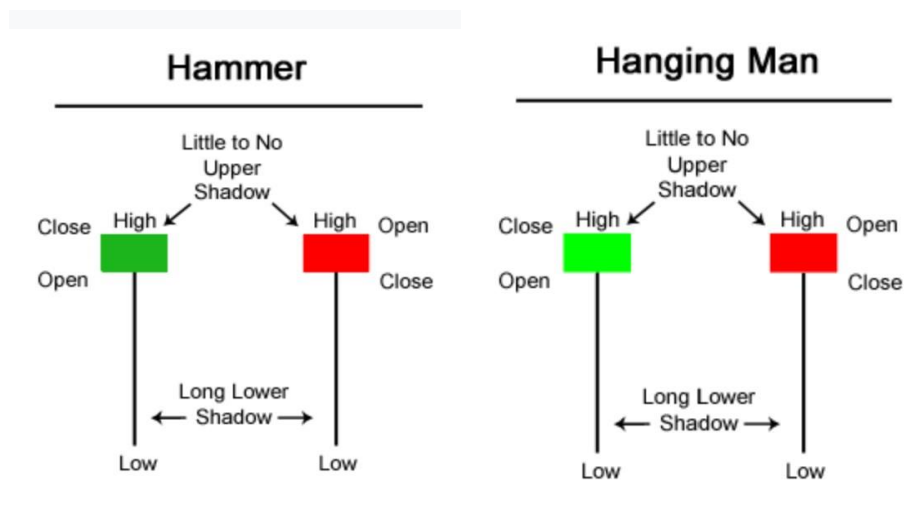 Hammer
Little to No
Upper
Shadow
Close
High
High
Open
Open
Close
Long Lower
Shadow
Low
Low
Hanging Man
Little to No
Upper
Shadow
Close
High
High
Open
Open
Close
Long Lower
Shadow
Low
Low